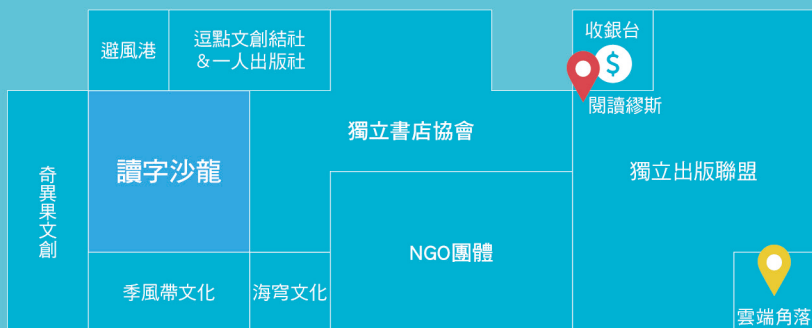 避風港
逗點文創結社
&一人出版社
收銀台
$
閱讀繆斯
獨立書店協會
讀字沙龍
獨立出版聯盟
奇異果文創
NGO團體
季風帶文化
海穹文化
雲端角落